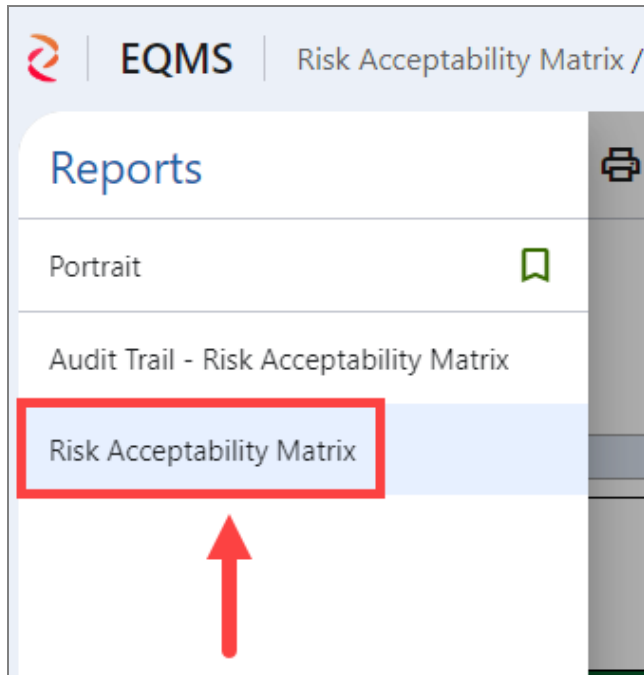 EQMS Risk Acceptability Matrix /
Reports
Portrait
Audit Trail - Risk Acceptability Matrix
Risk Acceptability Matrix